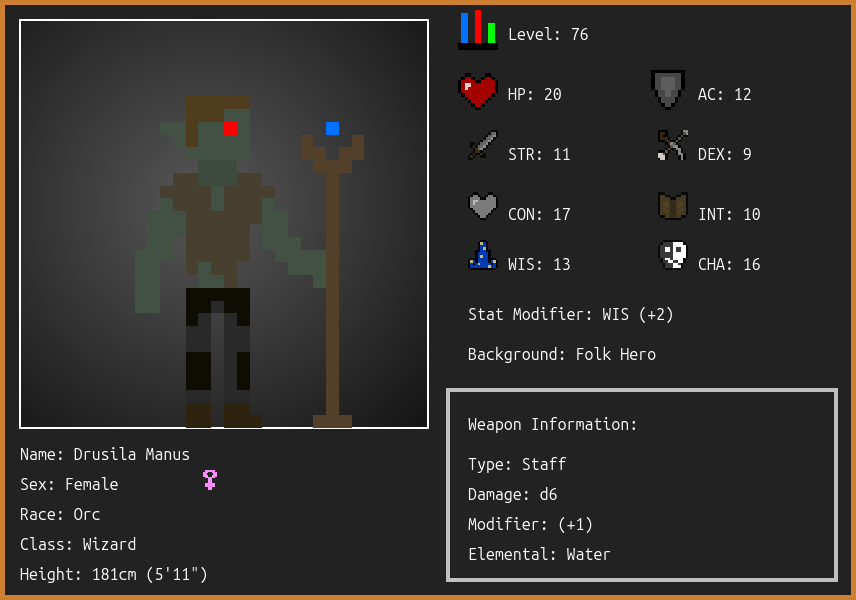 Level: 76
HP: 20
AC: 12
STR: 11
DEX: 9
CON: 17
INT: 10
WIS: 13
CHA: 16
Stat Modifier: WIS (+2)
Background: Folk Hero
Weapon Information:
Type: Staff
Damage: d6
Modifier: (+1)
Elemental: Water
Name: Drusila Manus
Sex: Female
Race: Orc
Class: Wizard
Height: 181cm (5'11")